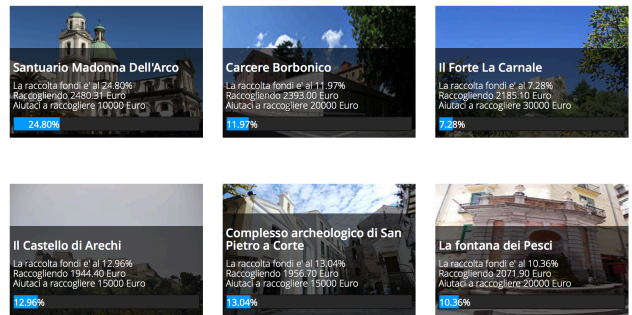 Santuario Madonna Dell'Arco
La raccolta fondi e' al 24.80%
Raccogliendo 2480.31 Euro
Aiutaci a raccogliere 10000 Euro
24.80%
Carcere Borbonico
La raccolta fondi e' al 11.97%
Raccogliendo 2393.00 Euro
Aiutaci a raccogliere 20000 Euro
11.97%
Il Forte La Carnale
La raccolta fondi e' al 7.28%
Raccogliendo 2185.10 Euro
Aiutaci a raccogliere 30000 Euro
7.28%
Il Castello di Arechi
La raccolta fondi e' al 12.96%
Raccogliendo 1944.40 Euro
Aiutaci a raccogliere 15000 Euro
12.96%
Complesso archeologico di San
Pietro a Corte
La raccolta fondi e' al 13.04%
Raccogliendo 1956.70 Euro
Aiutaci a raccogliere 15000 Euro
13.04%
La fontana dei Pesci
La raccolta fondi e' al 10.36%
Raccogliendo 2071.90 Euro
Aiutaci a raccogliere 20000 Euro
10.36%